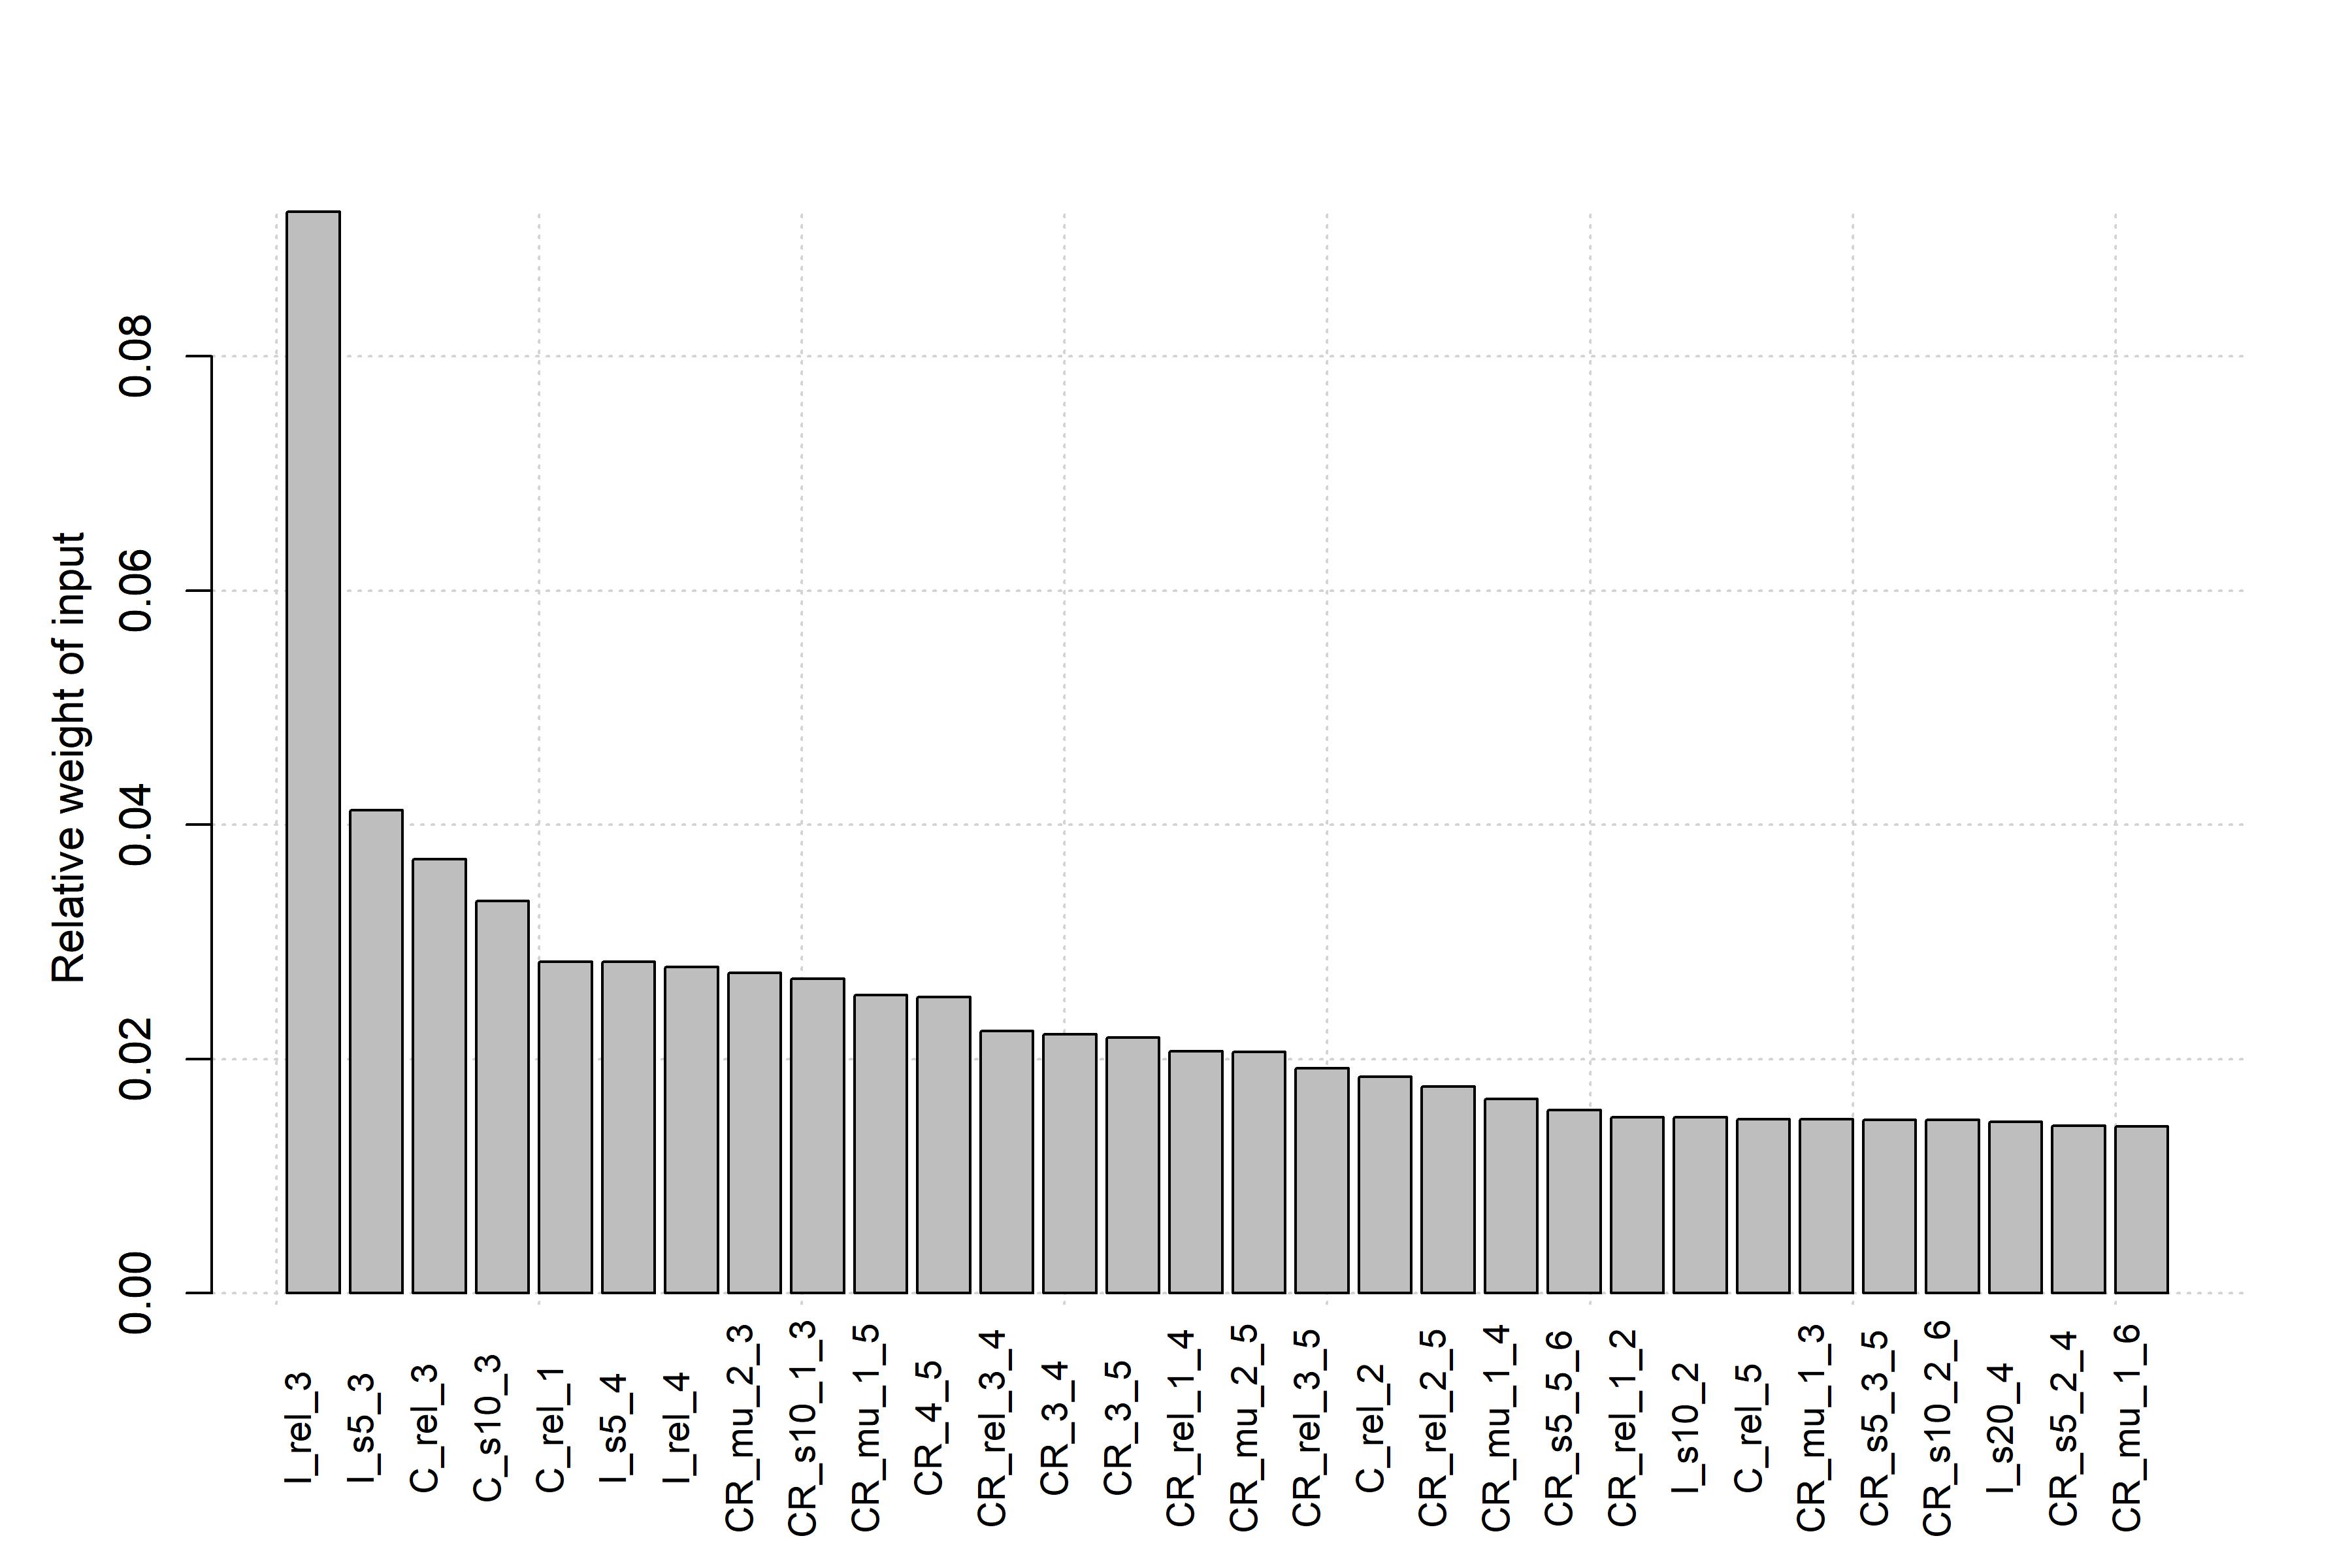 Relative weight of input
0.08
0.06
0.04
0.02
0.00
I_rel_3
I_s5_3
C_rel_3
C_s10_3
C_rel_1
I_s5_4
I_rel_4
CR_mu_2_3
CR_s10_1_3
CR_mu_1_5
CR_4_5
CR_rel_3_4
CR_3_4
CR_3_5
CR_rel_1_4
CR_mu_2_5
CR_rel_3_5
C_rel_2
CR_rel_2_5
CR_mu_1_4
CR_s5_5_6
CR_rel_1_2
I_s10_2
C_rel_5
CR_mu_1_3
CR_s5_3_5
CR_s10_2_6
I_s20_4
CR_s5_2_4
CR_mu_1_6